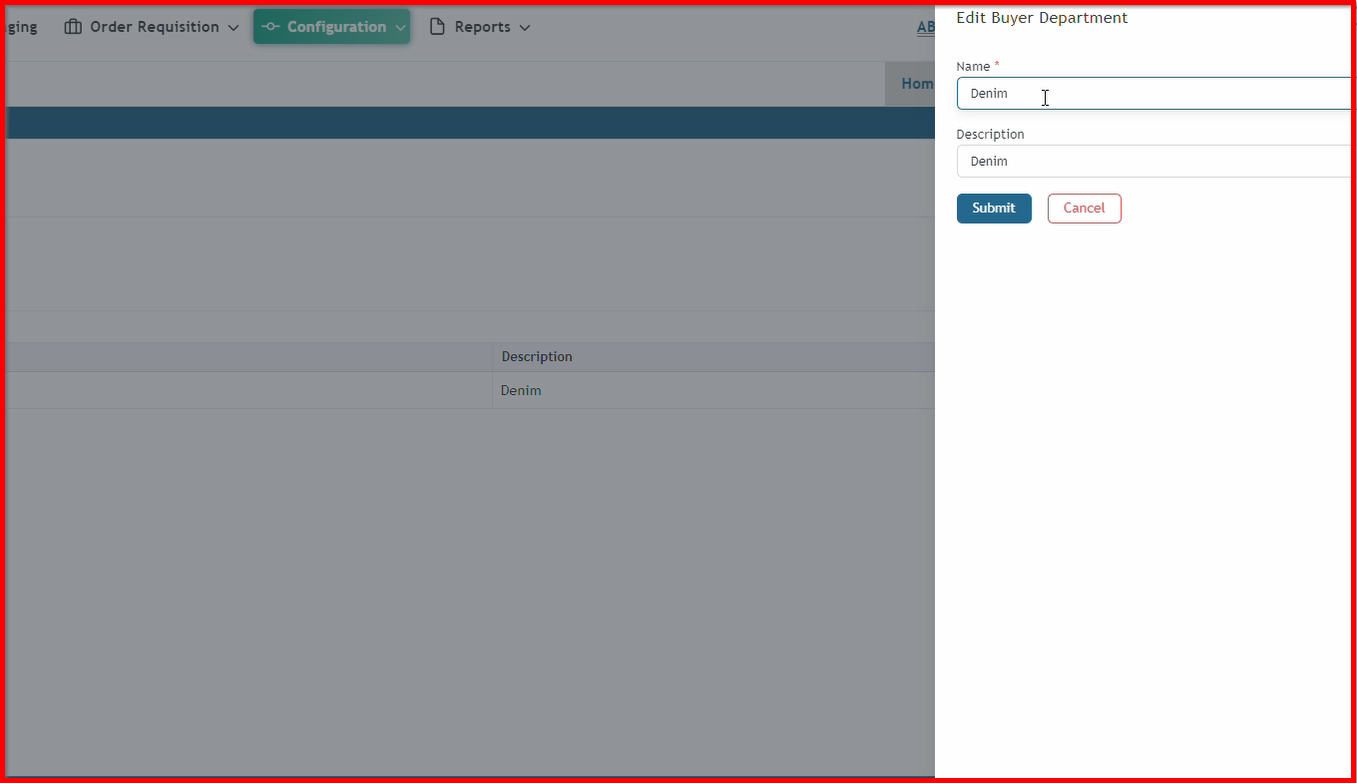 ging Order Requisition Configuration Reports AB
Hom
Description
Denim
Edit Buyer Department
Name *
Denim
Description
Denim
Submit Cancel